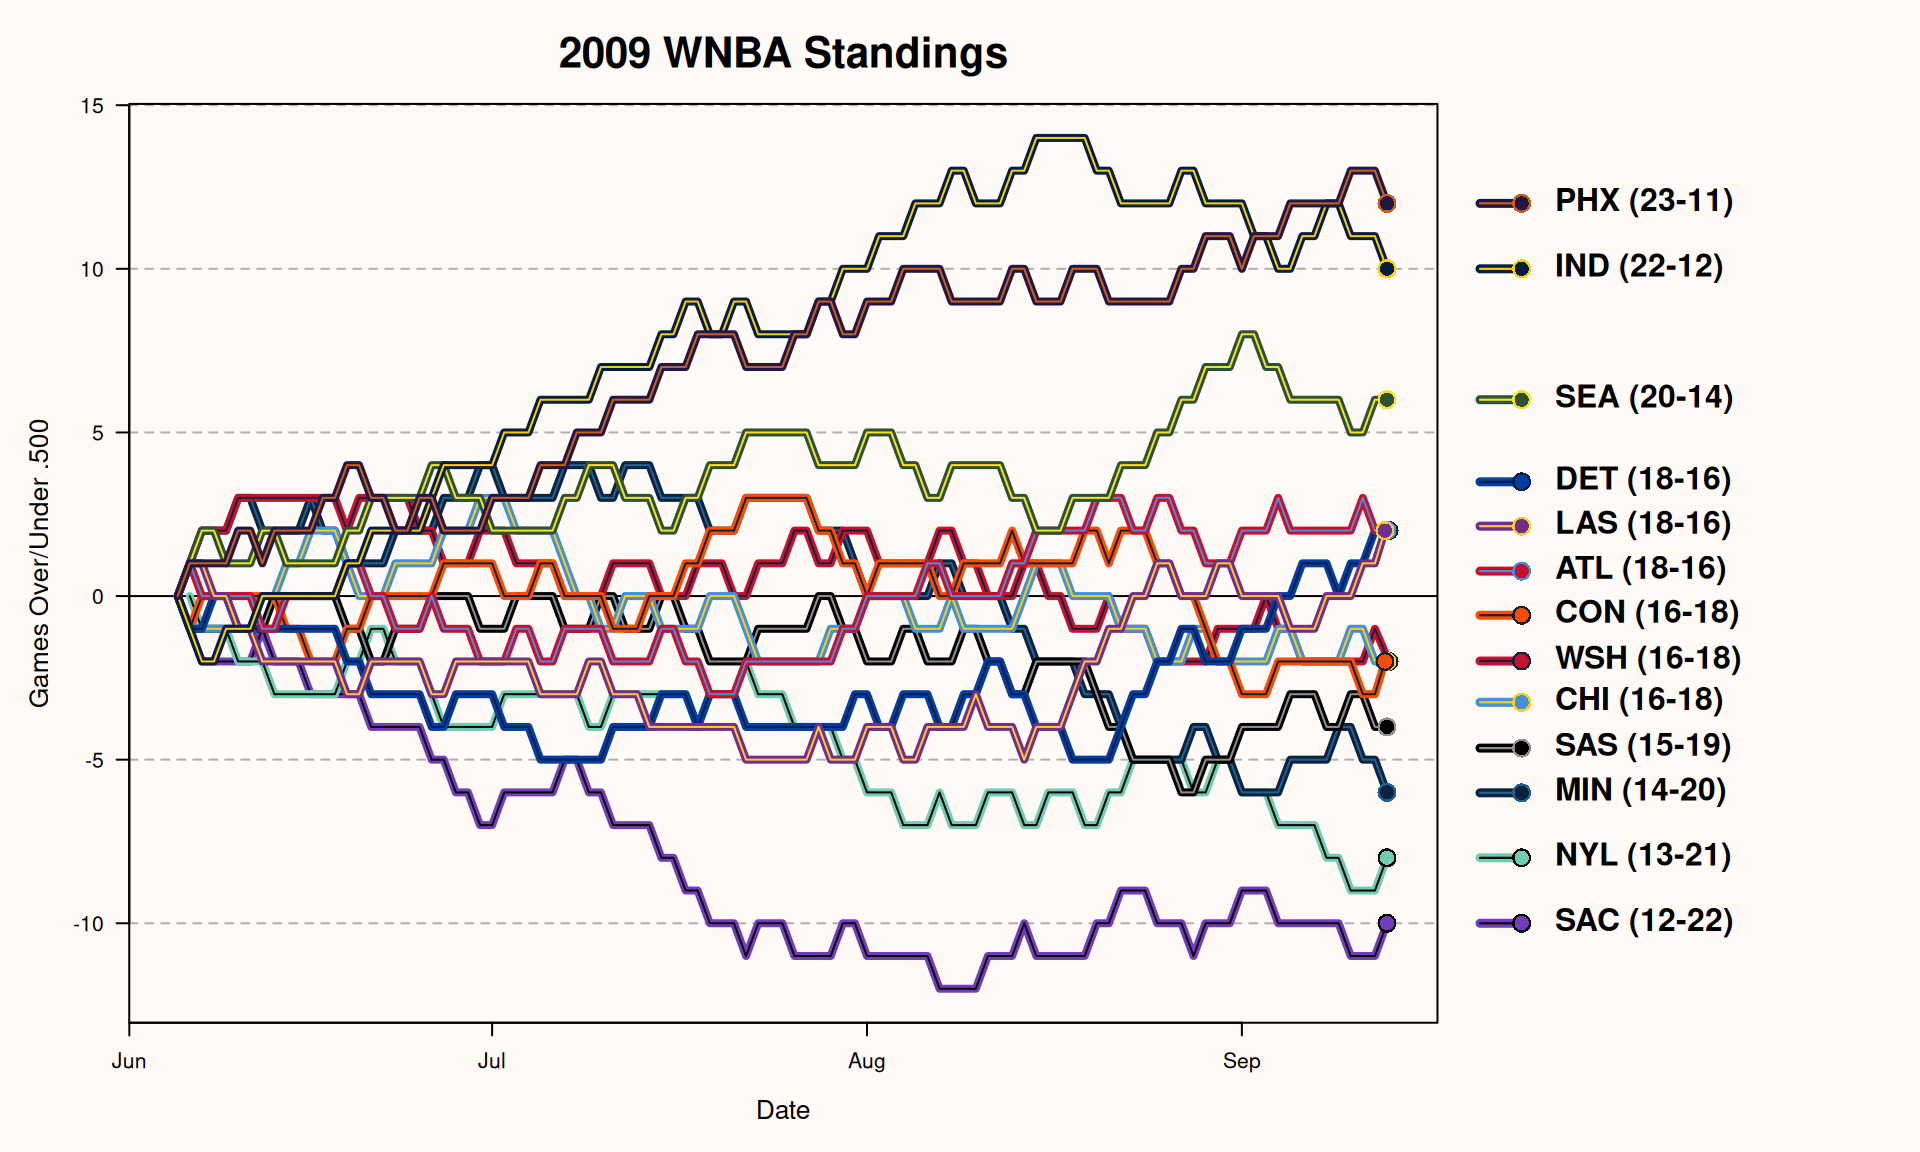 2009 WNBA Standings
Games Over/Under .500
15
10
5
0
-5
-10
Jun
Jul
Aug
Sep
Date
PHX (23-11)
IND (22-12)
SEA (20-14)
DET (18-16)
LAS (18-16)
ATL (18-16)
CON (16-18)
WSH (16-18)
CHI (16-18)
SAS (15-19)
MIN (14-20)
NYL (13-21)
SAC (12-22)